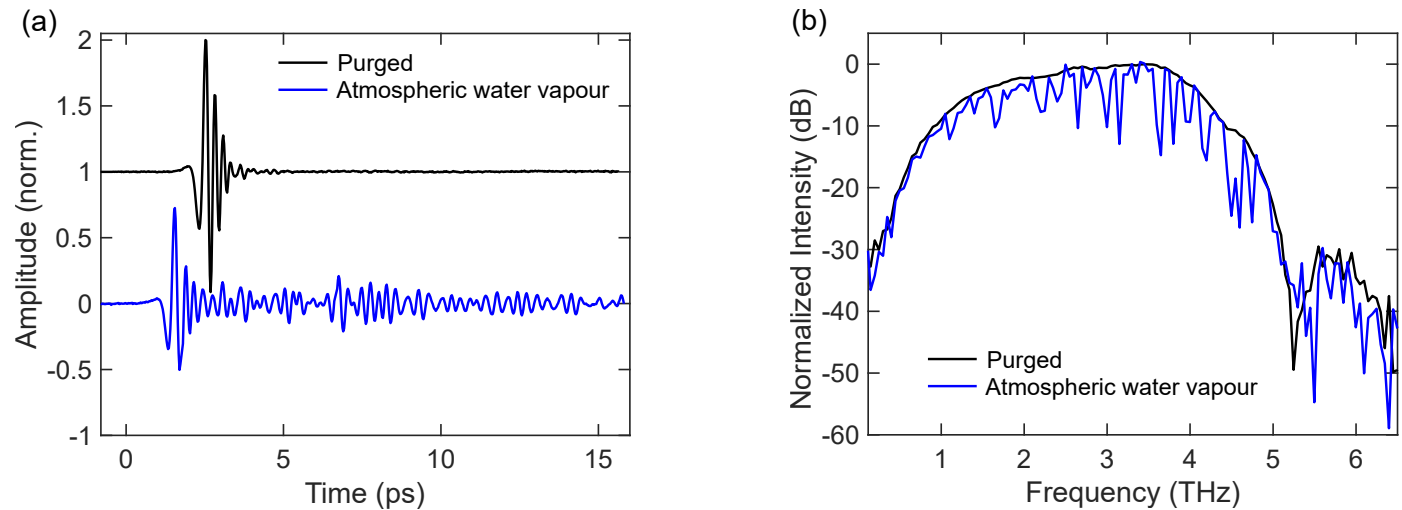 (a)
Amplitude (norm.)
2
1.5
1
0.5
0
-0.5
-1
Purged
Atmospheric water vapour
0 5 10 15
Time (ps)
(b)
Normalized Intensity (dB)
0
-10
-20
-30
-40
-50
-60
Purged
Atmospheric water vapour
1 2 3 4 5 6
Frequency (THz)